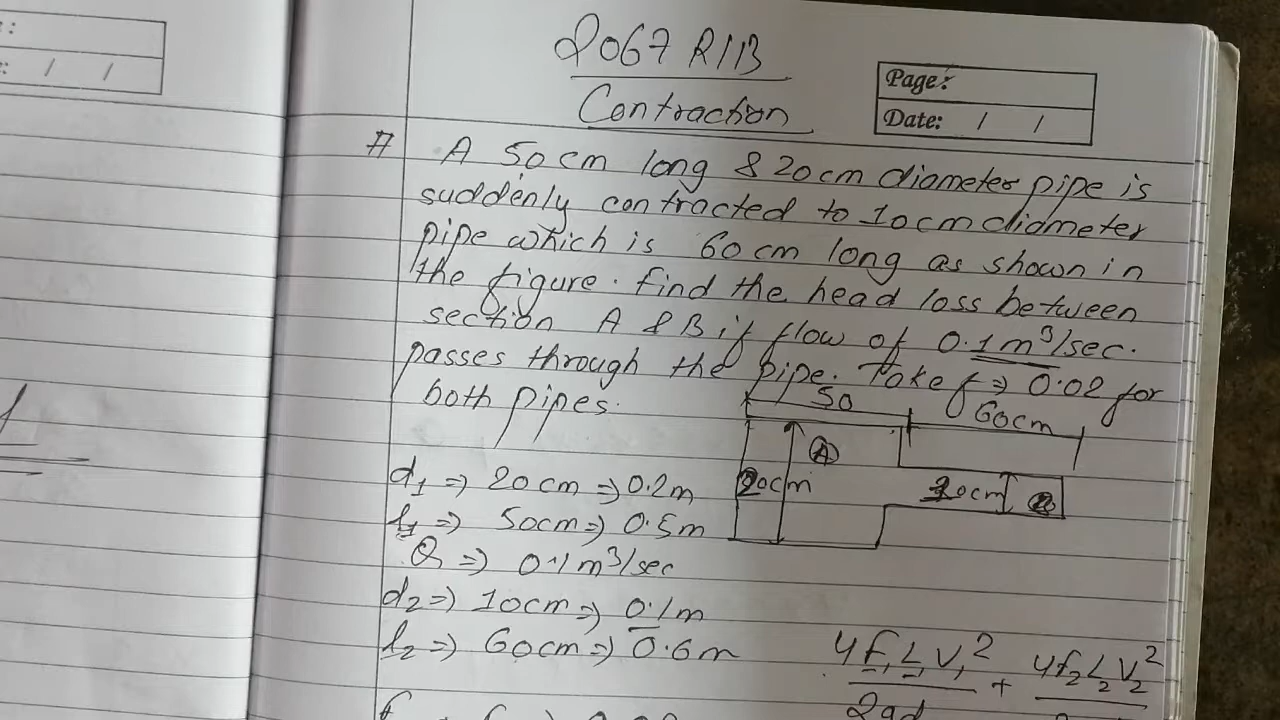 2067 R/B
Contraction
Page:
Date: / /
: / /
# A 50cm long & 20cm diameter pipe is
suddenly contracted to 10cm diameter
pipe which is 60cm long as shown in
the figure. find the head loss between
section A & B if flow of 0.1m³/sec.
passes through the pipe. Take f⇒ 0.02 for
both pipes.
50
60cm
A
20cm
10cm
d₁ ⇒ 20cm ⇒ 0.2m
l₁ ⇒ 50cm ⇒ 0.5m
Q ⇒ 0.1m³/sec
d₂ ⇒ 10cm ⇒ 0.1m
l₂ ⇒ 60cm ⇒ 0.6m
4f₁L₁V₁² + 4f₂L₂V₂²
2gd